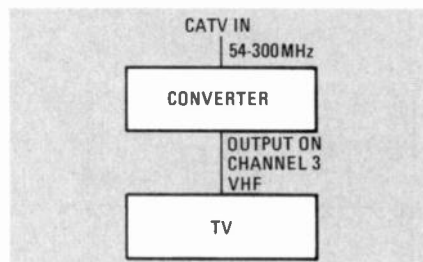 CATV IN
54-300MHz
CONVERTER
OUTPUT ON
CHANNEL 3
VHF
TV